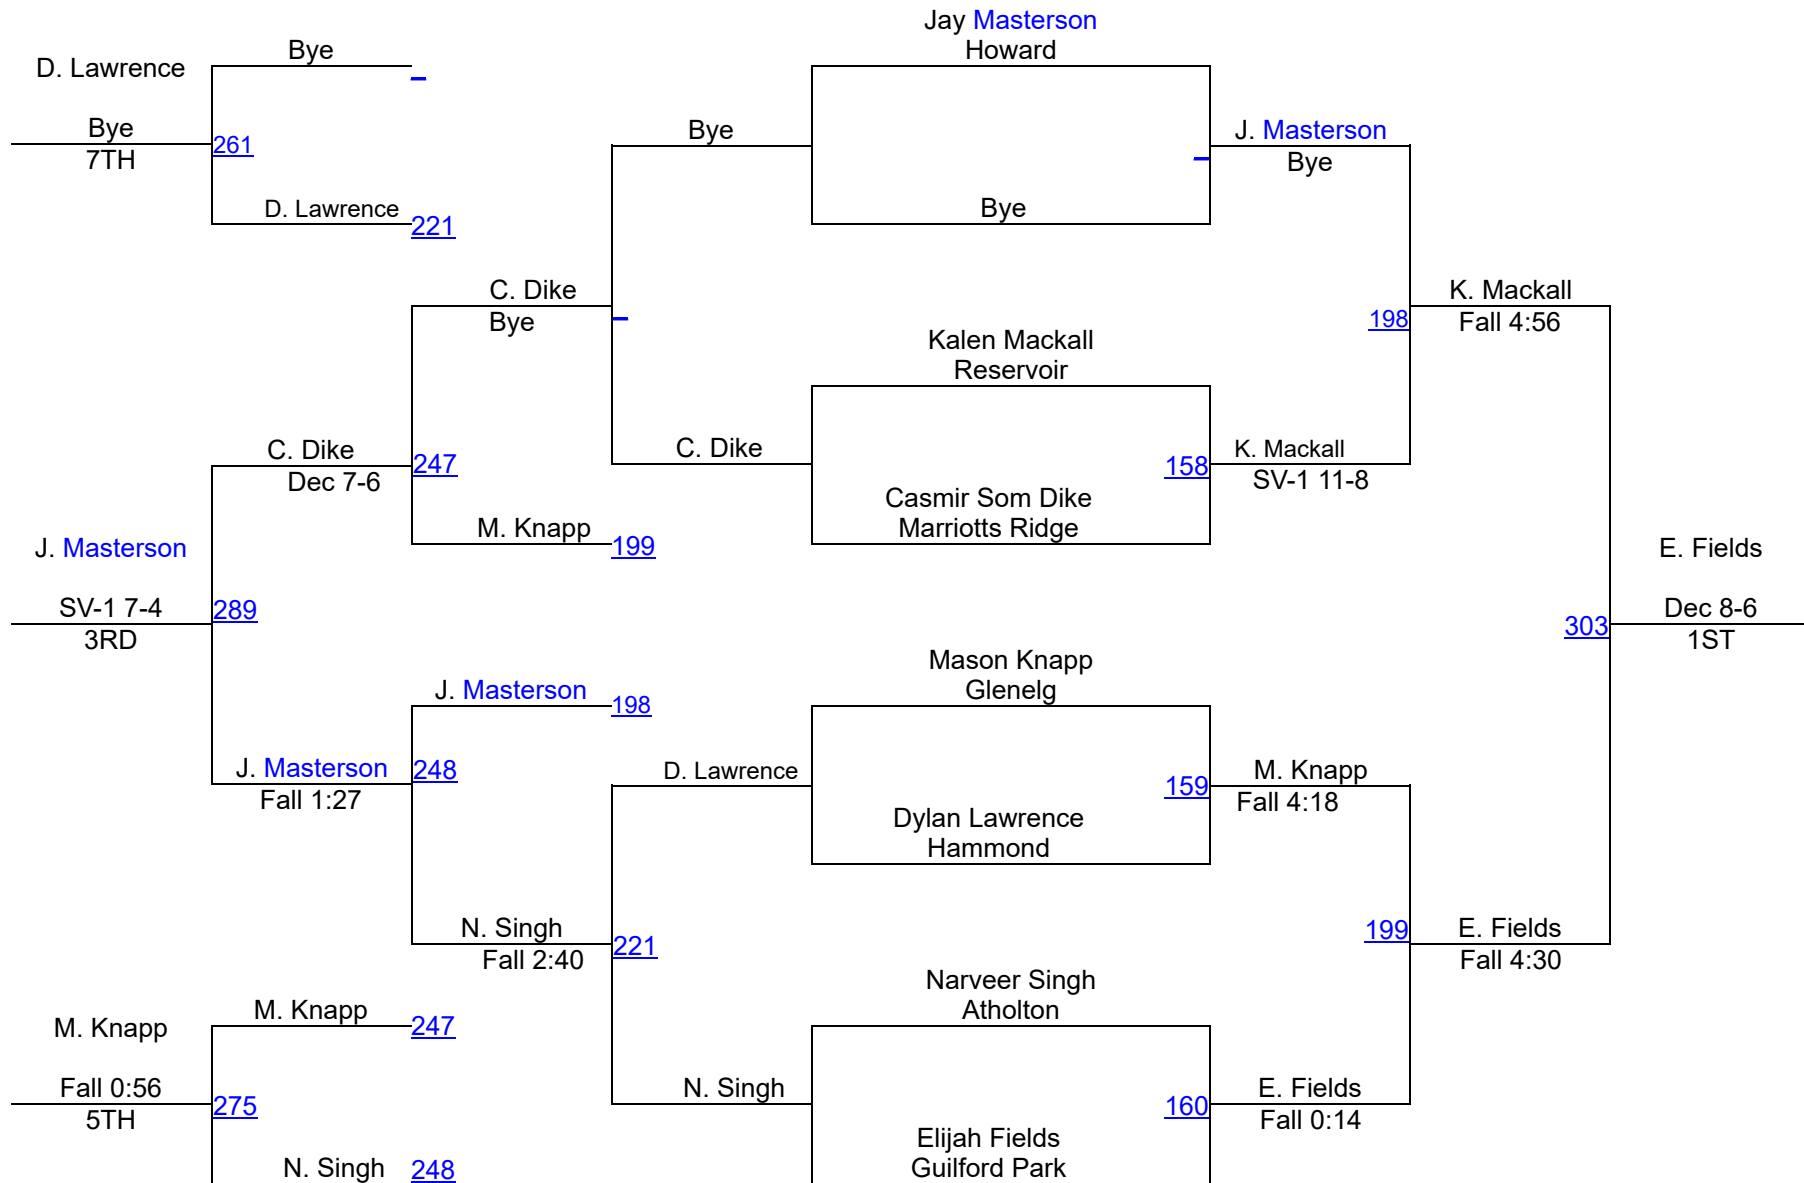 Jay Masterson
Howard
D. Lawrence
Bye
Bye
7TH
261
D. Lawrence
221
Bye
J. Masterson
Bye
Bye
C. Dike
Bye
K. Mackall
198
Fall 4:56
Kalen Mackall
Reservoir
C. Dike
Dec 7-6
247
C. Dike
158
K. Mackall
SV-1 11-8
Casmir Som Dike
Marriotts Ridge
M. Knapp
199
J. Masterson
SV-1 7-4
3RD
289
E. Fields
303
Dec 8-6
1ST
Mason Knapp
Glenelg
J. Masterson
198
J. Masterson
Fall 1:27
248
D. Lawrence
159
M. Knapp
Fall 4:18
Dylan Lawrence
Hammond
N. Singh
Fall 2:40
221
199
E. Fields
Fall 4:30
Narveer Singh
Atholton
M. Knapp
247
M. Knapp
Fall 0:56
5TH
275
N. Singh
160
E. Fields
Fall 0:14
Elijah Fields
Guilford Park
N. Singh
248